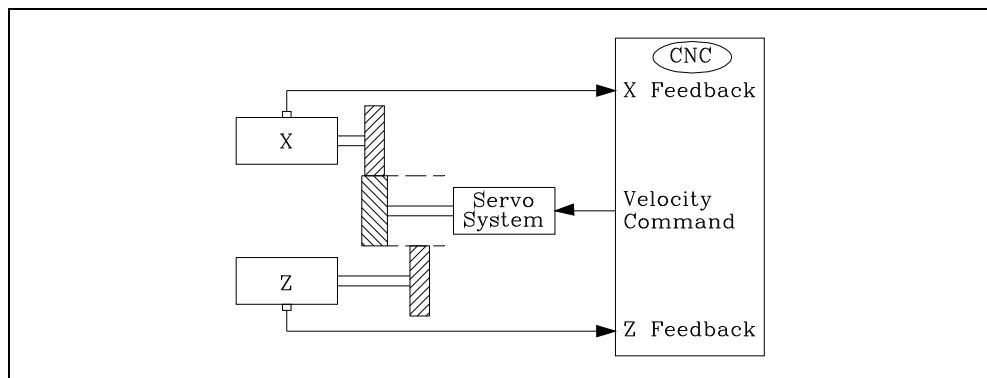 CNC
X Feedback
X
Servo
System
Velocity
Command
Z
Z Feedback